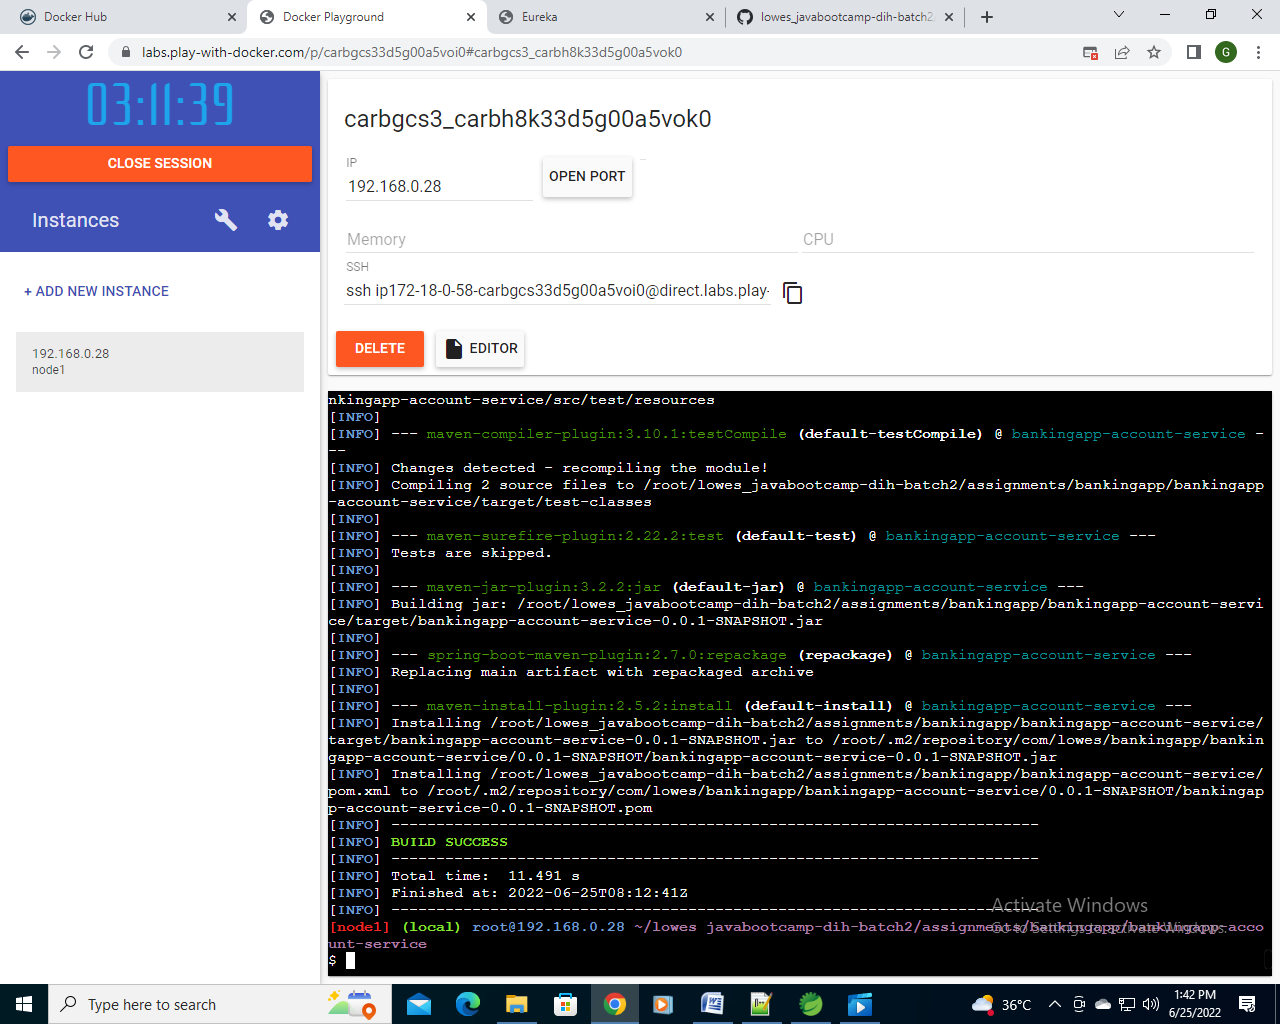 Docker Hub
Docker Playground
Eureka
lowes_javabootcamp-dih-batch2
labs.play-with-docker.com/p/carbgcs33d5g00a5voi0#carbgcs3_carbh8k33d5g00a5vok0
G
03:11:39
CLOSE SESSION
Instances
+ ADD NEW INSTANCE
192.168.0.28
node1
carbgcs3_carbh8k33d5g00a5vok0
IP
192.168.0.28
OPEN PORT
Memory
CPU
SSH
ssh ip172-18-0-58-carbgcs33d5g00a5voi0@direct.labs.play-
DELETE
EDITOR
nkingapp-account-service/src/test/resources
[INFO]
[INFO] --- maven-compiler-plugin:3.10.1:testCompile (default-testCompile) @ bankingapp-account-service -
--
[INFO] Changes detected - recompiling the module!
[INFO] Compiling 2 source files to /root/lowes_javabootcamp-dih-batch2/assignments/bankingapp/bankingapp
-account-service/target/test-classes
[INFO]
[INFO] --- maven-surefire-plugin:2.22.2:test (default-test) @ bankingapp-account-service ---
[INFO] Tests are skipped.
[INFO]
[INFO] --- maven-jar-plugin:3.2.2:jar (default-jar) @ bankingapp-account-service ---
[INFO] Building jar: /root/lowes_javabootcamp-dih-batch2/assignments/bankingapp/bankingapp-account-servi
ce/target/bankingapp-account-service-0.0.1-SNAPSHOT.jar
[INFO]
[INFO] --- spring-boot-maven-plugin:2.7.0:repackage (repackage) @ bankingapp-account-service ---
[INFO] Replacing main artifact with repackaged archive
[INFO]
[INFO] --- maven-install-plugin:2.5.2:install (default-install) @ bankingapp-account-service ---
[INFO] Installing /root/lowes_javabootcamp-dih-batch2/assignments/bankingapp/bankingapp-account-service/
target/bankingapp-account-service-0.0.1-SNAPSHOT.jar to /root/.m2/repository/com/lowes/bankingapp/bankin
gapp-account-service/0.0.1-SNAPSHOT/bankingapp-account-service-0.0.1-SNAPSHOT.jar
[INFO] Installing /root/lowes_javabootcamp-dih-batch2/assignments/bankingapp/bankingapp-account-service/
pom.xml to /root/.m2/repository/com/lowes/bankingapp/bankingapp-account-service/0.0.1-SNAPSHOT/bankingap
p-account-service-0.0.1-SNAPSHOT.pom
[INFO] ------------------------------------------------------------------------
[INFO] BUILD SUCCESS
[INFO] ------------------------------------------------------------------------
[INFO] Total time:  11.491 s
[INFO] Finished at: 2022-06-25T08:12:41Z
[INFO] ------------------------------------------------------------------------
[node1] (local) root@192.168.0.28 ~/lowes_javabootcamp-dih-batch2/assignments/bankingapp/bankingapp-acco
unt-service
$
Activate Windows
Go to Settings to activate Windows.
Type here to search
36°C
1:42 PM
6/25/2022